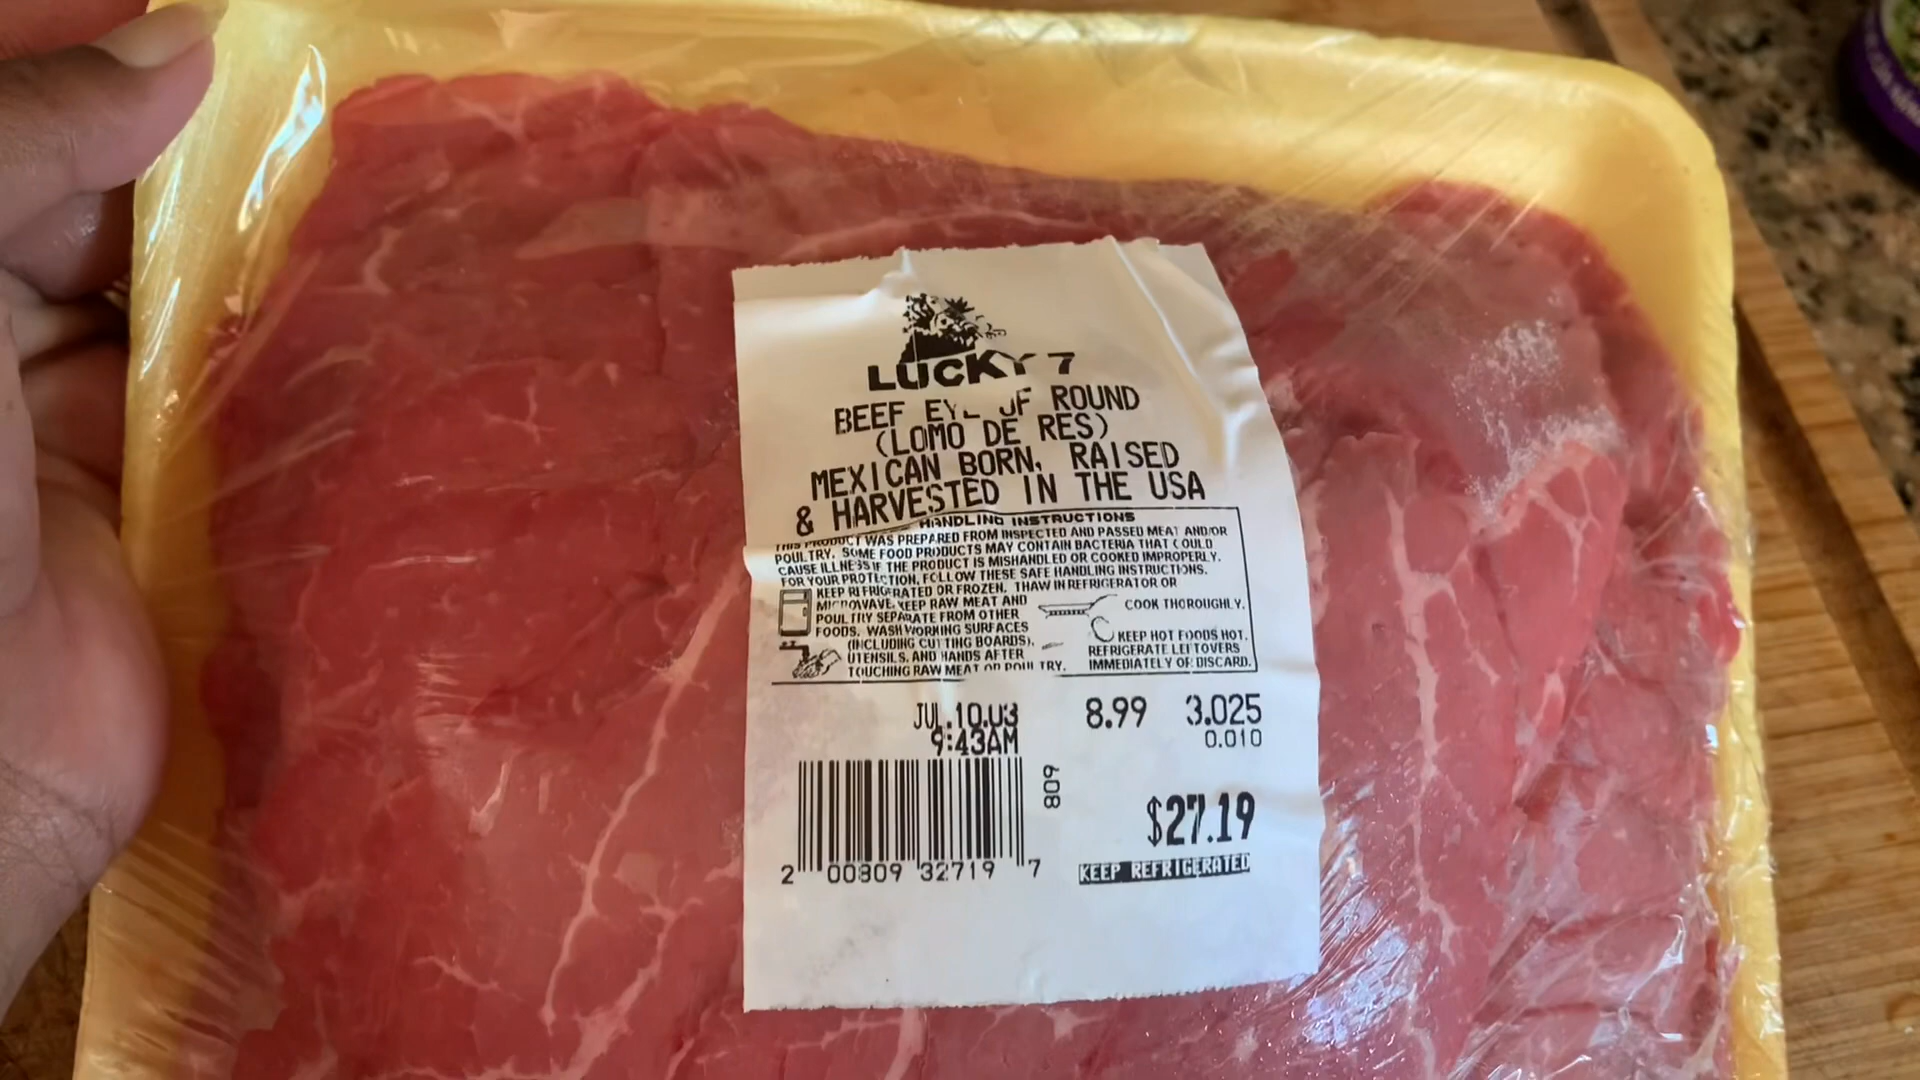 LUCKY 7
BEEF EYE OF ROUND
(LOMO DE RES)
MEXICAN BORN, RAISED
& HARVESTED IN THE USA
HANDLING INSTRUCTIONS
THIS PRODUCT WAS PREPARED FROM INSPECTED AND PASSED MEAT AND/OR
POULTRY. SOME FOOD PRODUCTS MAY CONTAIN BACTERIA THAT COULD
CAUSE ILLNESS IF THE PRODUCT IS MISHANDLED OR COOKED IMPROPERLY.
FOR YOUR PROTECTION, FOLLOW THESE SAFE HANDLING INSTRUCTIONS.
KEEP REFRIGERATED OR FROZEN. THAW IN REFRIGERATOR OR
MICROWAVE. KEEP RAW MEAT AND
POULTRY SEPARATE FROM OTHER
FOODS. WASH WORKING SURFACES
(INCLUDING CUTTING BOARDS),
UTENSILS, AND HANDS AFTER
TOUCHING RAW MEAT OR POULTRY.
COOK THOROUGHLY.
KEEP HOT FOODS HOT.
REFRIGERATE LEFTOVERS
IMMEDIATELY OR DISCARD.
JUL.10.03 8.99 3.025
9:43AM 0.010
809
$27.19
KEEP REFRIGERATED
2 00809 32719 7